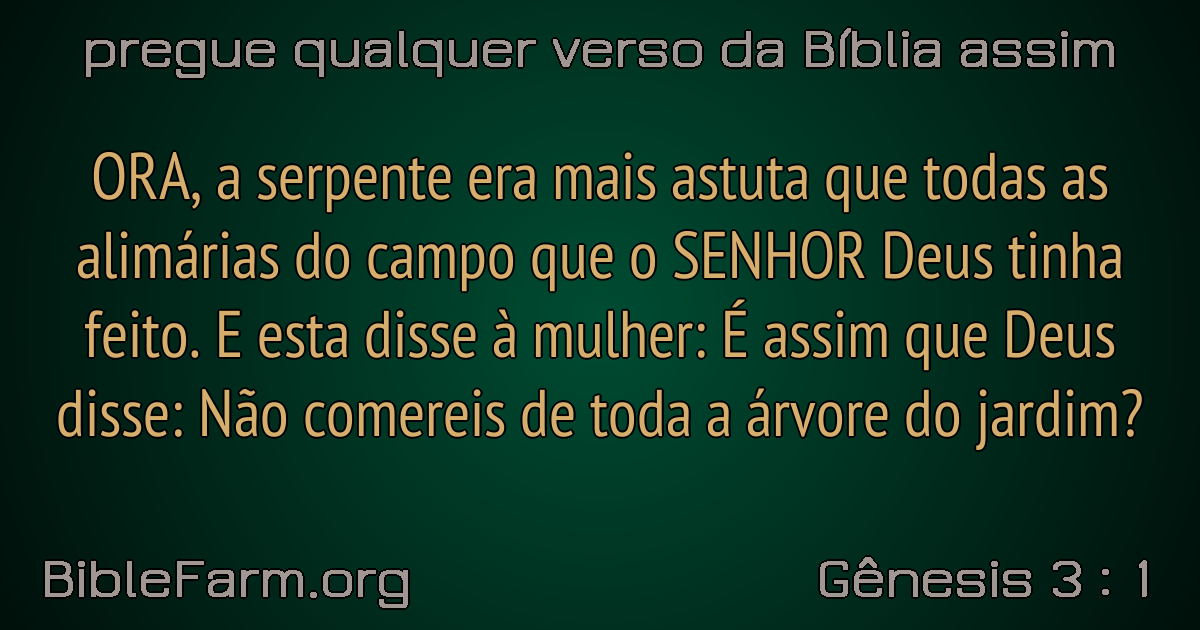 pregue qualquer verso da Bíblia assim
ORA, a serpente era mais astuta que todas as
alimárias do campo que o SENHOR Deus tinha
feito. E esta disse à mulher: É assim que Deus
disse: Não comereis de toda a árvore do jardim?
BibleFarm.org
Gênesis 3 : 1